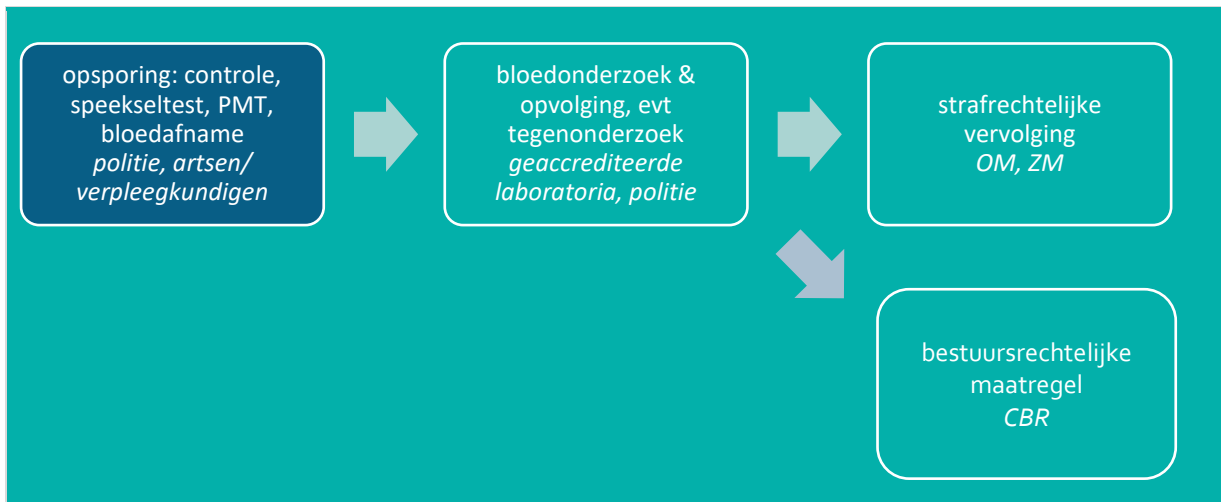 opsporing: controle,
speekseltest, PMT,
bloedafname
politie, artsen/
verpleegkundigen
bloedonderzoek &
opvolging, evt
tegenonderzoek
geaccrediteerde
laboratoria, politie
strafrechtelijke
vervolging
OM, ZM
bestuursrechtelijke
maatregel
CBR